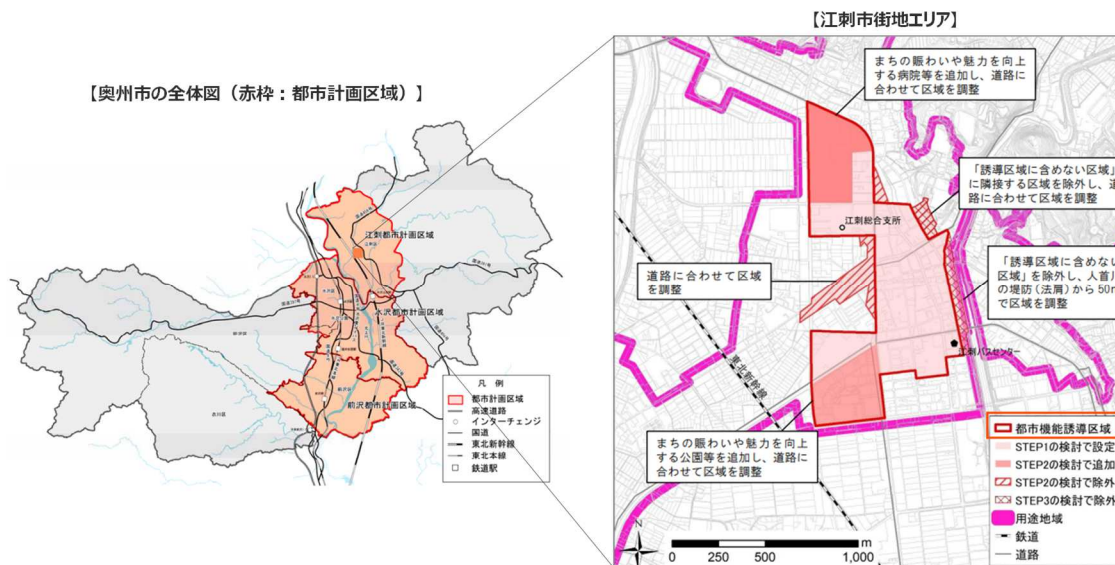 【江刺市街地エリア】
【奥州市の全体図（赤枠：都市計画区域）】
江刺都市計画区域
水沢都市計画区域
前沢都市計画区域
凡 例
都市計画区域
高速道路
インターチェンジ
国道
東北新幹線
東北本線
鉄道駅
まちの賑わいや魅力を向上
する病院等を追加し、道路に
合わせて区域を調整
「誘導区域に含めない区域」
に隣接する区域を除外し、道
路に合わせて区域を調整
江刺総合支所
道路に合わせて区域
を調整
「誘導区域に含めない
区域」を除外し、人首川
の堤防（法肩）から50m
で区域を調整
江刺バスセンター
東北新幹線
まちの賑わいや魅力を向上
する公園等を追加し、道路に
合わせて区域を調整
都市機能誘導区域
STEP1の検討で設定
STEP2の検討で追加
STEP2の検討で除外
STEP3の検討で除外
用途地域
鉄道
道路
N
m
0 250 500 1,000